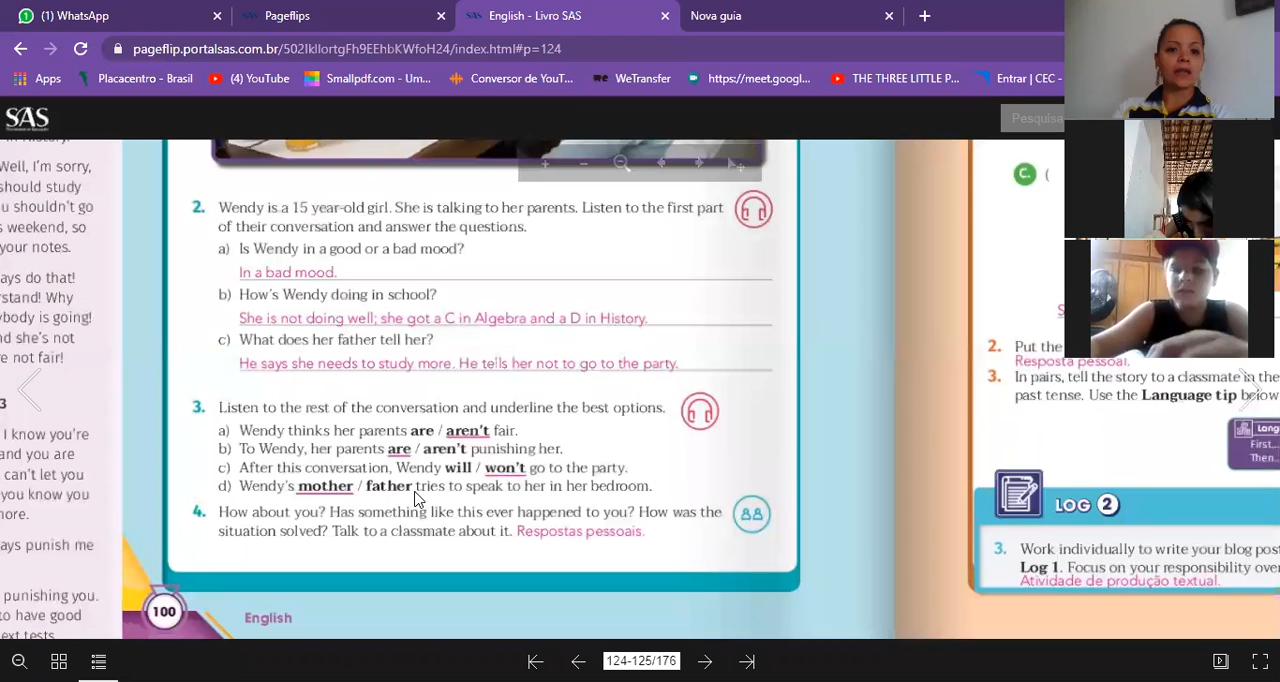 (1) WhatsApp
Pageflips
English - Livro SAS
Nova guia
pageflip.portalsas.com.br/502IkllortgFh9EEhbKWfoH24/index.html#p=124
Apps
Placacentro - Brasil
(4) YouTube
Smallpdf.com - Um...
Conversor de YouT...
WeTransfer
https://meet.googl...
THE THREE LITTLE P...
Entrar | CEC -
SAS
Pesquisa
Well, I'm sorry,
should study
u shouldn't go
s weekend, so
your notes.
ays do that!
rstand! Why
ybody is going!
nd she's not
re not fair!
3
I know you're
and you are
can't let you
you know you
nore.
ays punish me
punishing you.
to have good
ext tests
2. Wendy is a 15 year-old girl. She is talking to her parents. Listen to the first part
of their conversation and answer the questions.
a) Is Wendy in a good or a bad mood?
In a bad mood.
b) How's Wendy doing in school?
She is not doing well; she got a C in Algebra and a D in History.
c) What does her father tell her?
He says she needs to study more. He tells her not to go to the party.
3. Listen to the rest of the conversation and underline the best options.
a) Wendy thinks her parents are / aren't fair.
b) To Wendy, her parents are / aren't punishing her.
c) After this conversation, Wendy will / won't go to the party.
d) Wendy's mother / father tries to speak to her in her bedroom.
4. How about you? Has something like this ever happened to you? How was the
situation solved? Talk to a classmate about it. Respostas pessoais.
100
English
C. (
2. Put the
Resposta pessoal.
3. In pairs, tell the story to a classmate in the
past tense. Use the Language tip below
Lang
First...
Then...
LOG 2
3. Work individually to write your blog post
Log 1. Focus on your responsibility over
Atividade de produção textual.
124-125/176